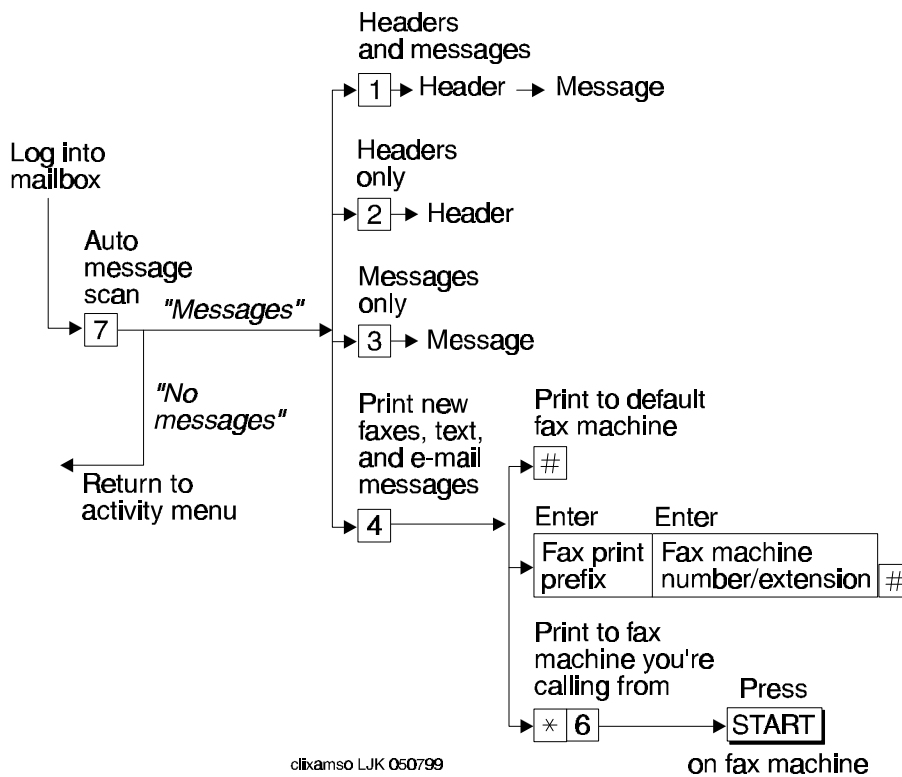 Headers
and messages
1 Header Message
Log into
mailbox
Headers
only
2 Header
Auto
message
scan
7
"Messages"
"No
messages"
Return to
activity menu
Messages
only
3 Message
Print new
faxes, text,
and e-mail
messages
4
Print to default
fax machine
#
Enter Enter
Fax print
prefix
Fax machine
number/extension
#
Print to fax
machine you're
calling from
* 6
Press
START
on fax machine
clixamso LJK 050799